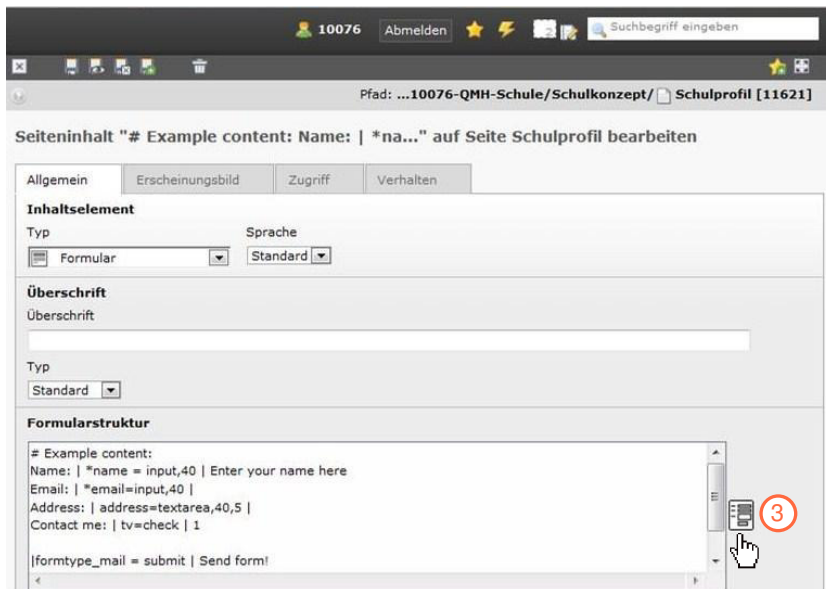 10076 Abmelden Suchbegriff eingeben
Pfad: ...10076-QMH-Schule/Schulkonzept/ Schulprofil [11621]
Seiteninhalt "# Example content: Name: | *na..." auf Seite Schulprofil bearbeiten
Allgemein Erscheinungsbild Zugriff Verhalten
Inhaltselement
Typ Sprache
Formular Standard
Überschrift
Überschrift
Typ
Standard
Formularstruktur
# Example content:
Name: | *name = input,40 | Enter your name here
Email: | *email=input,40 |
Address: | address=textarea,40,5 |
Contact me: | tv=check | 1
3
|formtype_mail = submit | Send form!